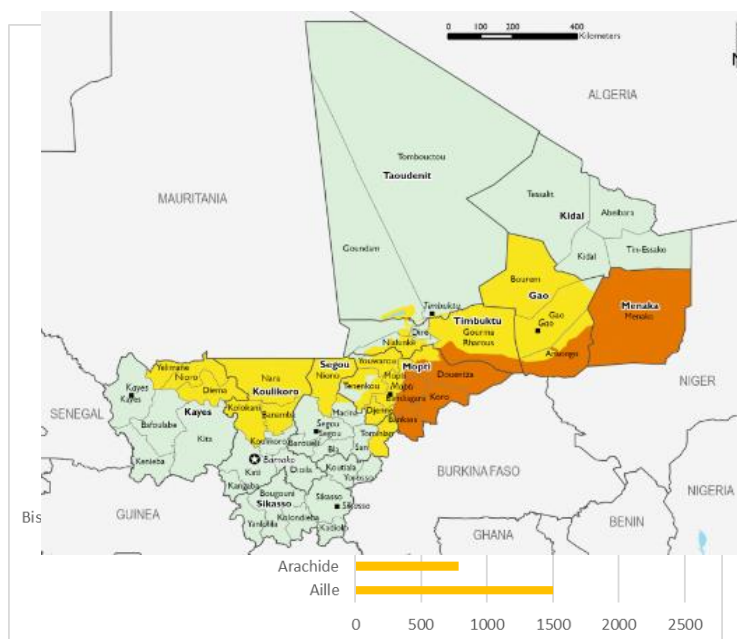 0 100 200 400
Kilometers
N
ALGERIA
MAURITANIA
Tombouctou
Taoudenit
Tessalit
Kidal
Abeibara
Tin-Essako
Kidal
Goundam
Bourem
Gao
Menaka
Menaka
Timbuktu
Timbuktu
Gourma
Rharous
Gao
Gao
Dire
Niafunke
Ansongo
Segou
Youwarou
Mopti
Douentza
NIGER
Yelimane
Nioro
Diema
Nara
Koulikoro
Niono
Tenenkou
Mopti
Mopti
Bandiagara
Koro
Bankass
Djenne
SENEGAL
Kayes
Kayes
Kayes
Bafoulabe
Kita
Kenieba
Kolokani
Banamba
Macina
Segou
Segou
Tominian
San
Koulikoro
Baroueli
Bla
Bamako
Kati
Dioila
Koutiala
Yorosso
Kangaba
Bougouni
Sikasso
Sikasso
Sikasso
Yanfolila
Kolondieba
Kadiolo
BURKINA FASO
NIGERIA
BENIN
GHANA
GUINEA
Bis
Arachide
Aille
0 500 1000 1500 2000 2500